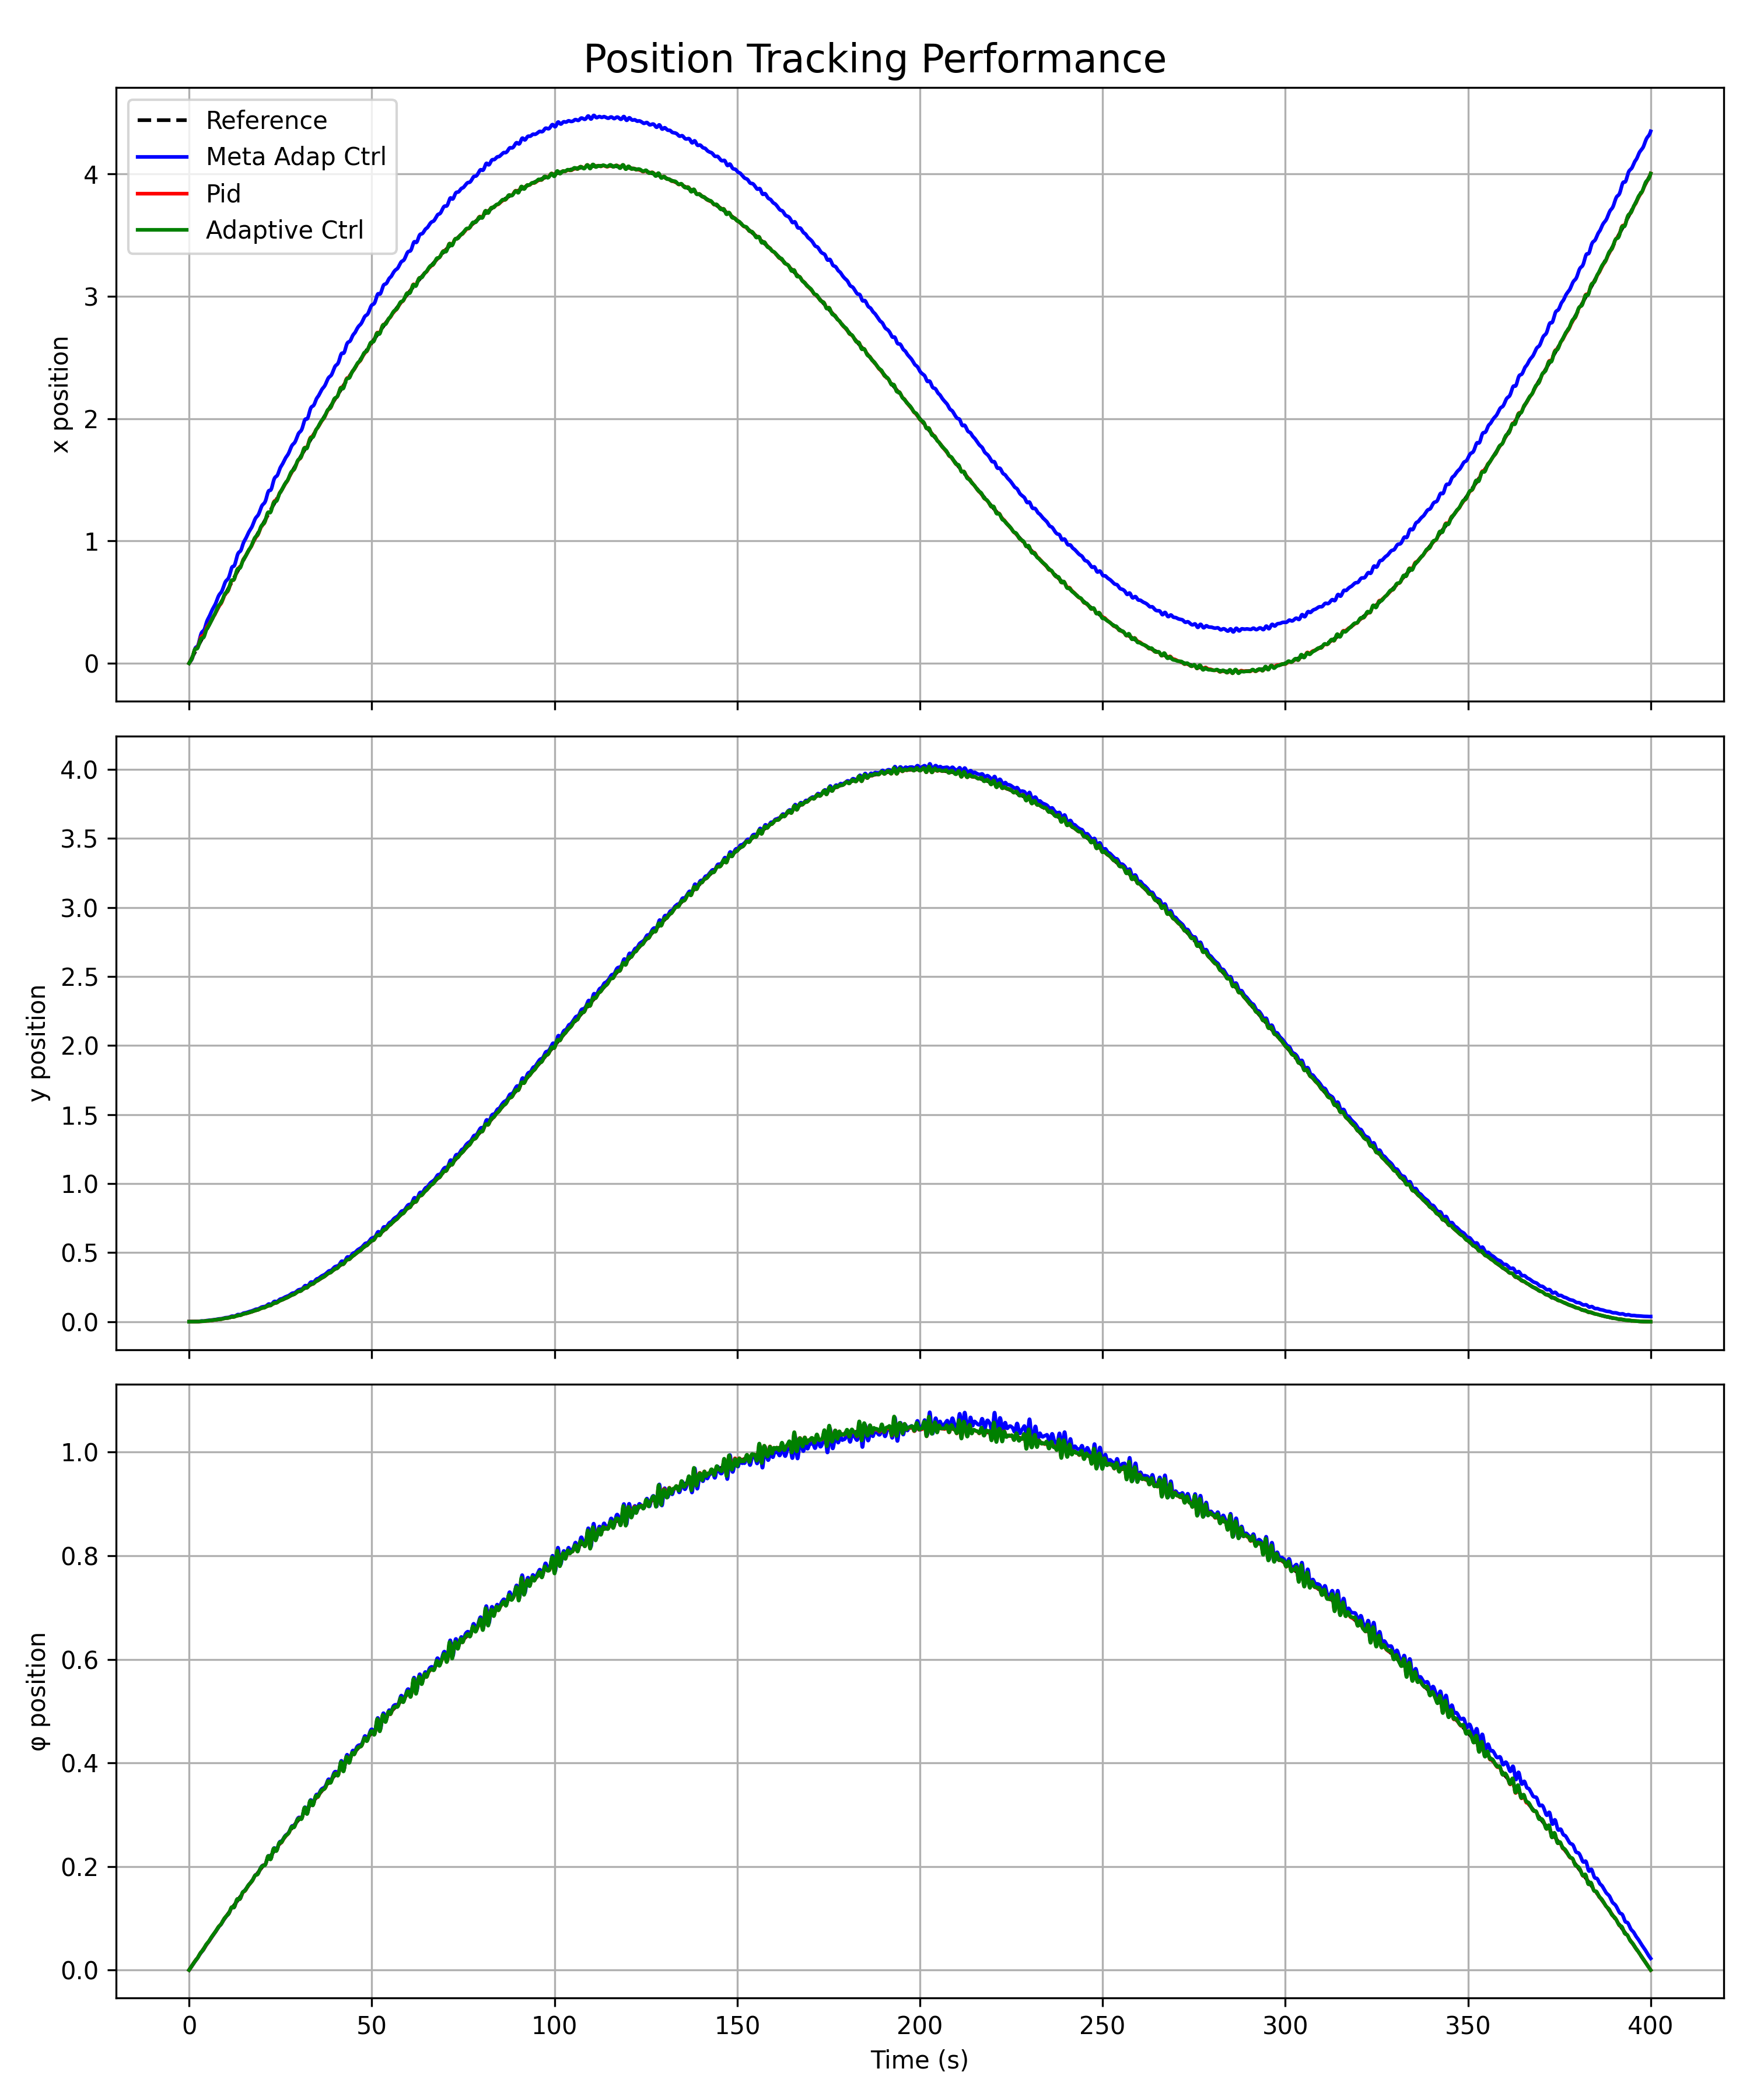 Position Tracking Performance
Reference
Meta Adap Ctrl
Pid
Adaptive Ctrl
x position
4
3
2
1
0
y position
4.0
3.5
3.0
2.5
2.0
1.5
1.0
0.5
0.0
φ position
1.0
0.8
0.6
0.4
0.2
0.0
0 50 100 150 200 250 300 350 400
Time (s)